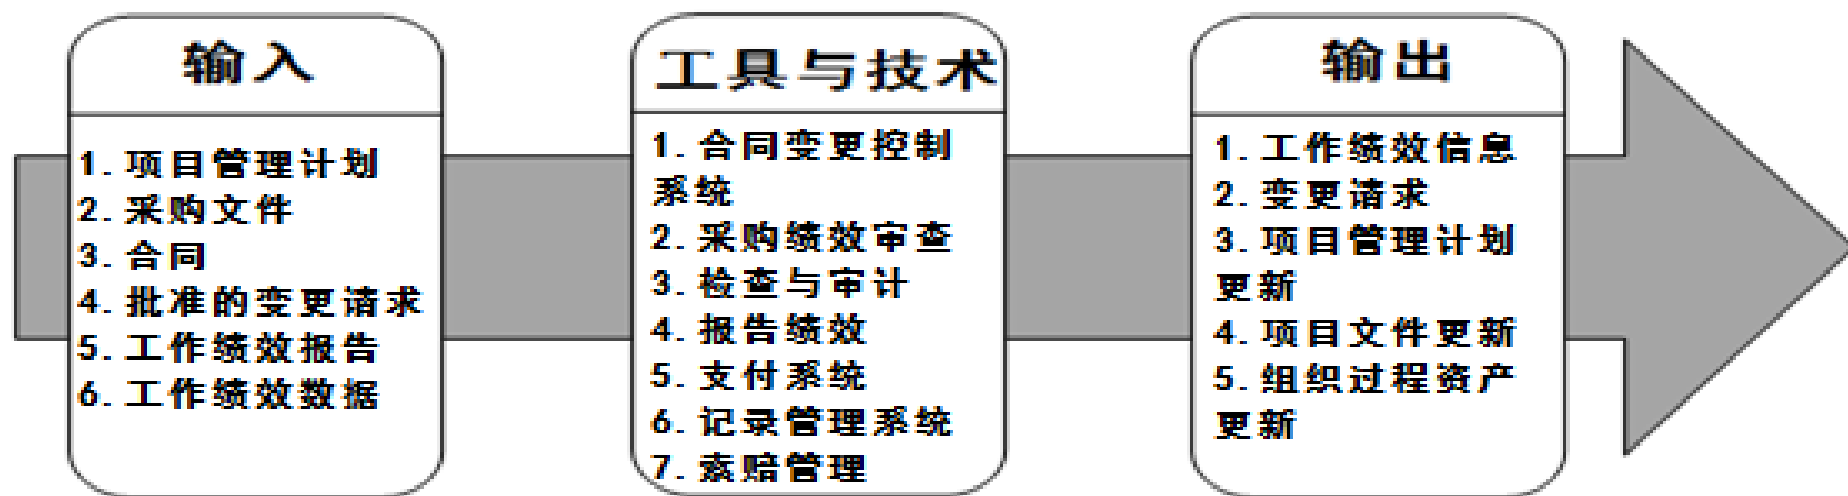 输入
1.项目管理计划
2.采购文件
3.合同
4.批准的变更请求
5.工作绩效报告
6.工作绩效数据
工具与技术
1.合同变更控制
系统
2.采购绩效审查
3.检查与审计
4.报告绩效
5.支付系统
6.记录管理系统
7.索赔管理
输出
1.工作绩效信息
2.变更请求
3.项目管理计划
更新
4.项目文件更新
5.组织过程资产
更新